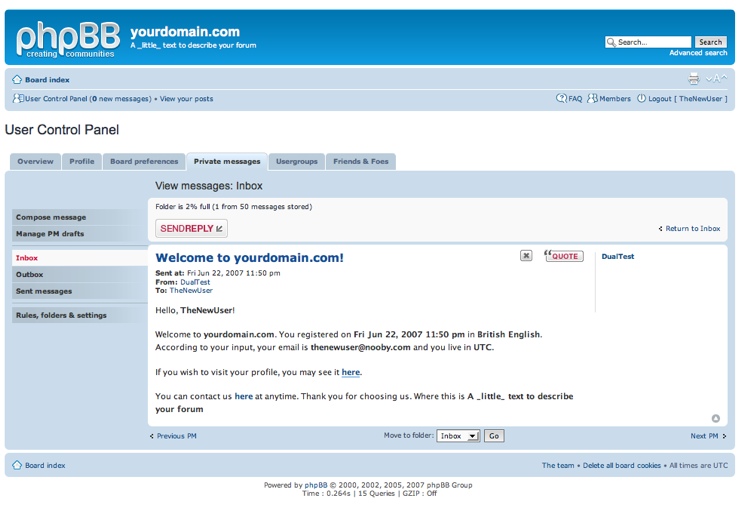 phpBB
creating communities
yourdomain.com
A _little_ text to describe your forum
Search...
Search
Advanced search
Board index
User Control Panel (0 new messages) • View your posts
FAQ Members Logout [ TheNewUser ]
User Control Panel
Overview Profile Board preferences Private messages Usergroups Friends & Foes
View messages: Inbox
Compose message
Manage PM drafts
Inbox
Outbox
Sent messages
Rules, folders & settings
Folder is 2% full (1 from 50 messages stored)
SENDREPLY
Return to Inbox
Welcome to yourdomain.com!
QUOTE
DualTest
Sent at: Fri Jun 22, 2007 11:50 pm
From: DualTest
To: TheNewUser
Hello, TheNewUser!
Welcome to yourdomain.com. You registered on Fri Jun 22, 2007 11:50 pm in British English.
According to your input, your email is thenewuser@nooby.com and you live in UTC.
If you wish to visit your profile, you may see it here.
You can contact us here at anytime. Thank you for choosing us. Where this is A _little_ text to describe
your forum
Previous PM
Move to folder: Inbox Go
Next PM
Board index
The team • Delete all board cookies • All times are UTC
Powered by phpBB © 2000, 2002, 2005, 2007 phpBB Group
Time : 0.264s | 15 Queries | GZIP : Off